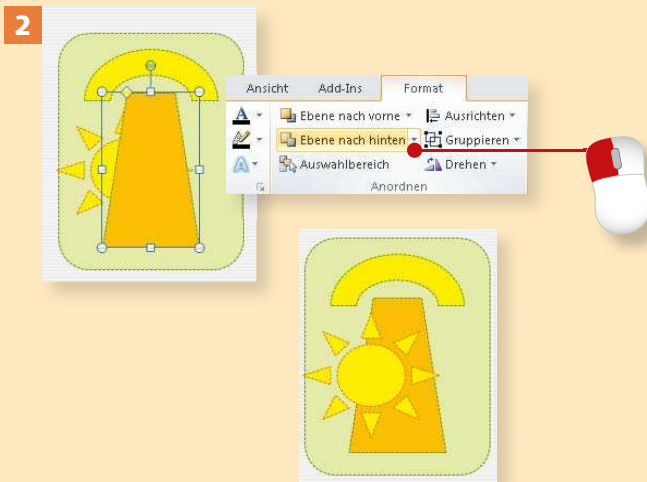 2
Ansicht Add-Ins Format
A Ebene nach vorne Ausrichten
Ebene nach hinten Gruppieren
A Auswahlbereich Drehen
Anordnen